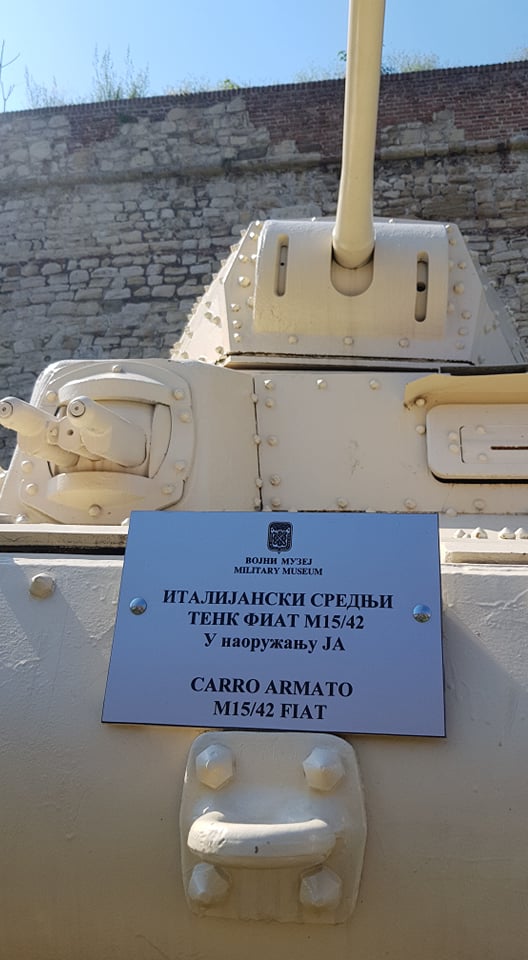 ВОЈНИ МУЗЕЈ
MILITARY MUSEUM
ИТАЛИЈАНСКИ СРЕДЊИ
ТЕНК ФИАТ М15/42
У наоружању ЈА
CARRO ARMATO
M15/42 FIAT